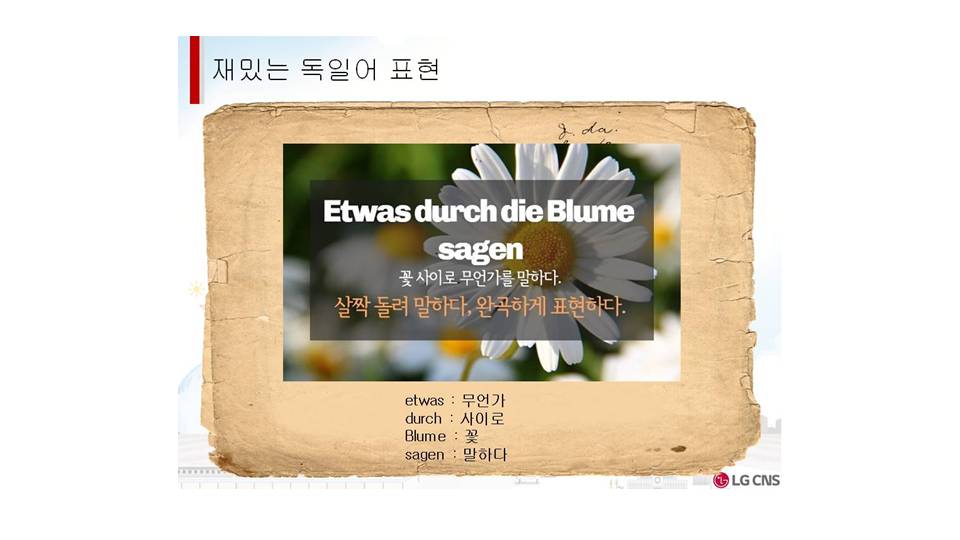 재밌는 독일어 표현
g. da:
Etwas durch die Blume
sagen
꽃 사이로 무언가를 말하다.
살짝 돌려 말하다, 완곡하게 표현하다.
etwas : 무언가
durch : 사이로
Blume : 꽃
sagen : 말하다
LG CNS